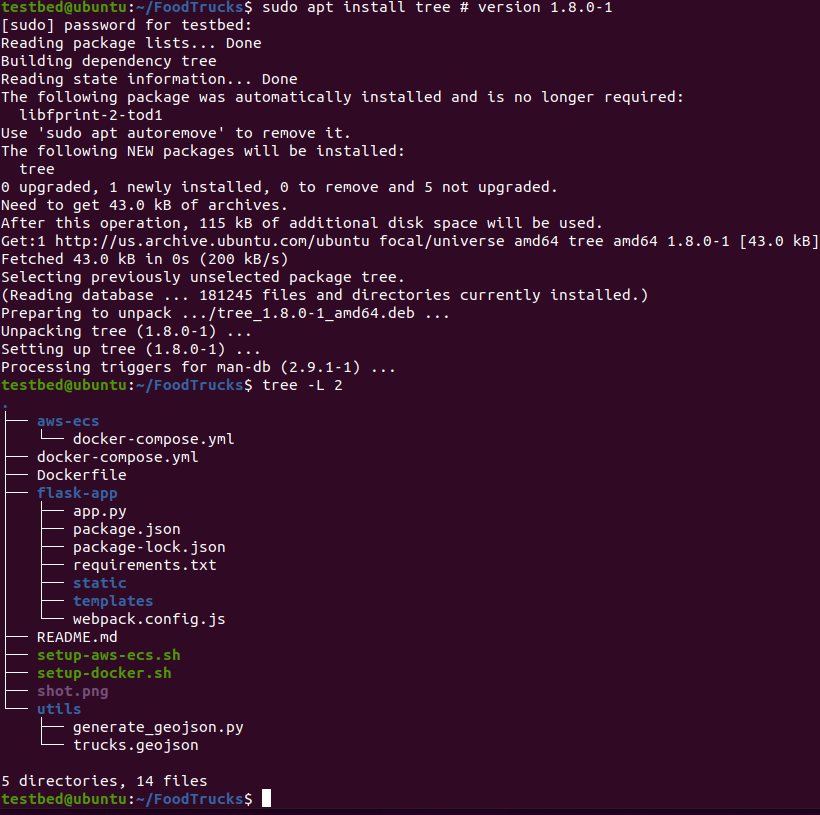 testbed@ubuntu:~/FoodTrucks$ sudo apt install tree # version 1.8.0-1
[sudo] password for testbed:
Reading package lists... Done
Building dependency tree
Reading state information... Done
The following package was automatically installed and is no longer required:
  libfprint-2-tod1
Use 'sudo apt autoremove' to remove it.
The following NEW packages will be installed:
  tree
0 upgraded, 1 newly installed, 0 to remove and 5 not upgraded.
Need to get 43.0 kB of archives.
After this operation, 115 kB of additional disk space will be used.
Get:1 http://us.archive.ubuntu.com/ubuntu focal/universe amd64 tree amd64 1.8.0-1 [43.0 kB]
Fetched 43.0 kB in 0s (200 kB/s)
Selecting previously unselected package tree.
(Reading database ... 181245 files and directories currently installed.)
Preparing to unpack .../tree_1.8.0-1_amd64.deb ...
Unpacking tree (1.8.0-1) ...
Setting up tree (1.8.0-1) ...
Processing triggers for man-db (2.9.1-1) ...
testbed@ubuntu:~/FoodTrucks$ tree -L 2
.
├── aws-ecs
│   └── docker-compose.yml
├── docker-compose.yml
├── Dockerfile
├── flask-app
│   ├── app.py
│   ├── package.json
│   ├── package-lock.json
│   ├── requirements.txt
│   ├── static
│   ├── templates
│   └── webpack.config.js
├── README.md
├── setup-aws-ecs.sh
├── setup-docker.sh
├── shot.png
└── utils
    ├── generate_geojson.py
    └── trucks.geojson

5 directories, 14 files
testbed@ubuntu:~/FoodTrucks$